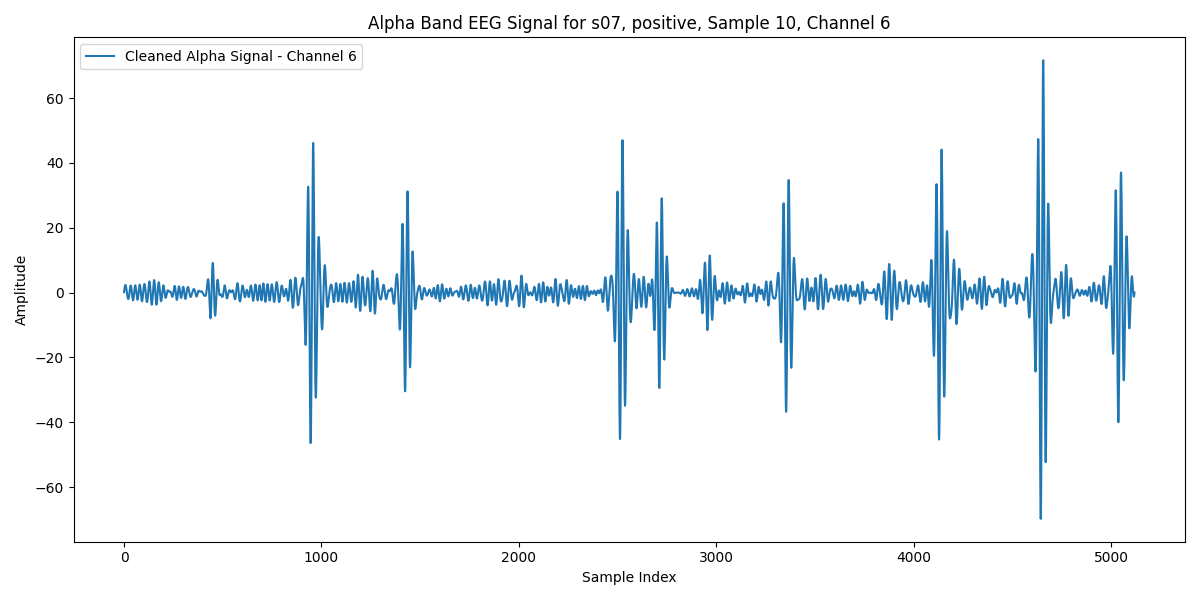 Alpha Band EEG Signal for s07, positive, Sample 10, Channel 6
Cleaned Alpha Signal - Channel 6
Amplitude
60
40
20
0
−20
−40
−60
0 1000 2000 3000 4000 5000
Sample Index